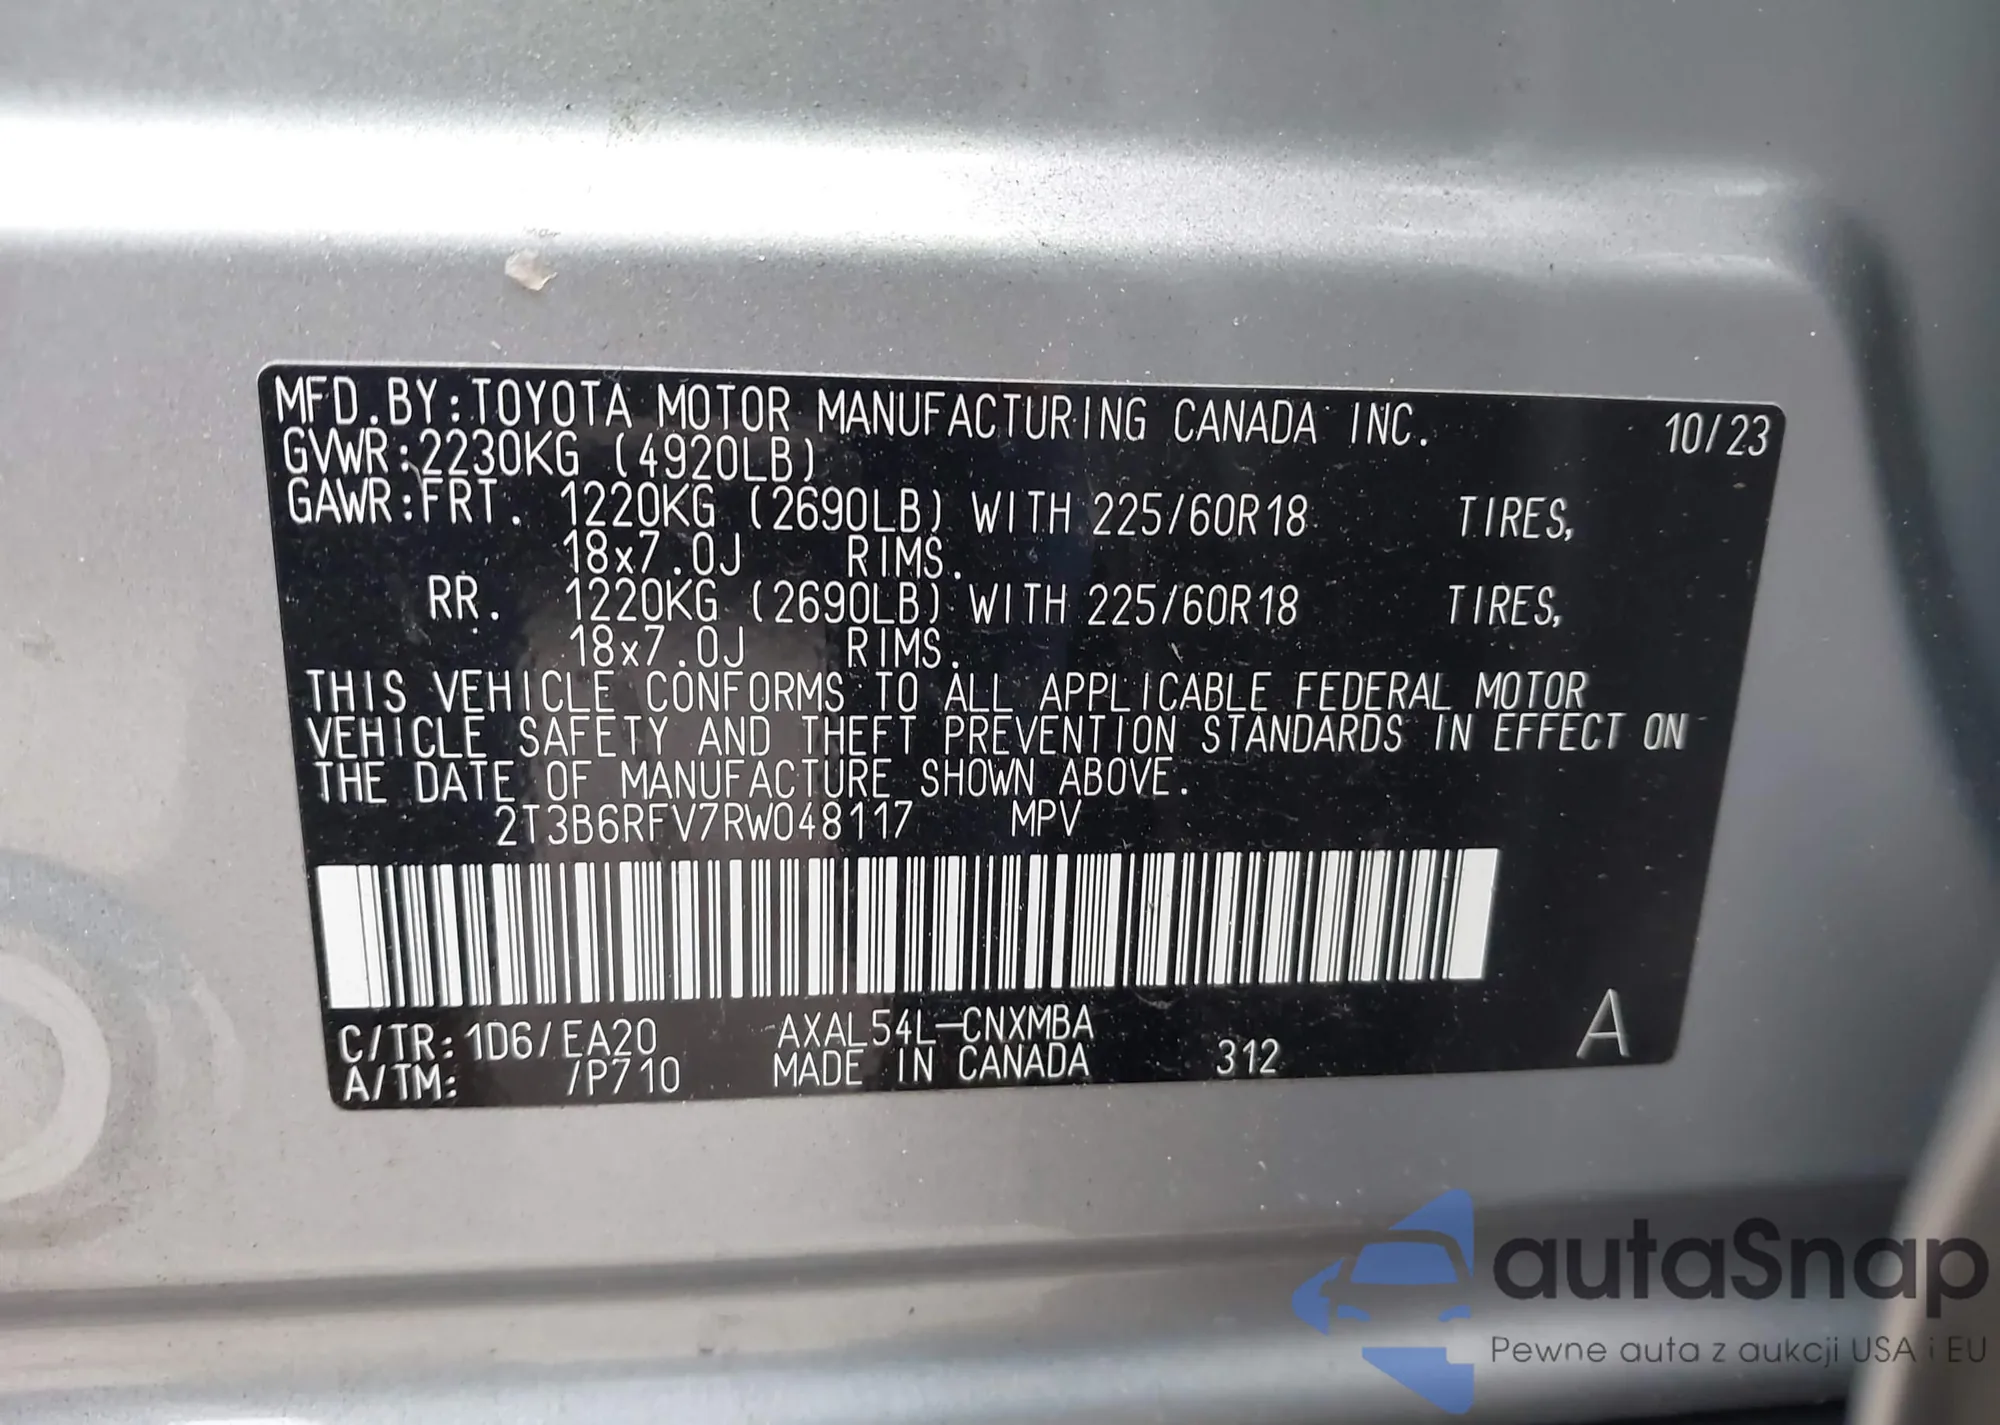 MFD.BY:TOYOTA MOTOR MANUFACTURING CANADA INC. 10/23
GVWR:2230KG (4920LB)
GAWR:FRT. 1220KG (2690LB) WITH 225/60R18 TIRES,
18x7.0J RIMS.
RR. 1220KG (2690LB) WITH 225/60R18 TIRES,
18x7.0J RIMS.
THIS VEHICLE CONFORMS TO ALL APPLICABLE FEDERAL MOTOR
VEHICLE SAFETY AND THEFT PREVENTION STANDARDS IN EFFECT ON
THE DATE OF MANUFACTURE SHOWN ABOVE.
2T3B6RFV7RW048117 MPV
C/TR: 1D6/EA20 AXAL54L-CNXMBA
A/TM: /P710 MADE IN CANADA 312 A
autaSnap
Pewne auta z aukcji USA i EU